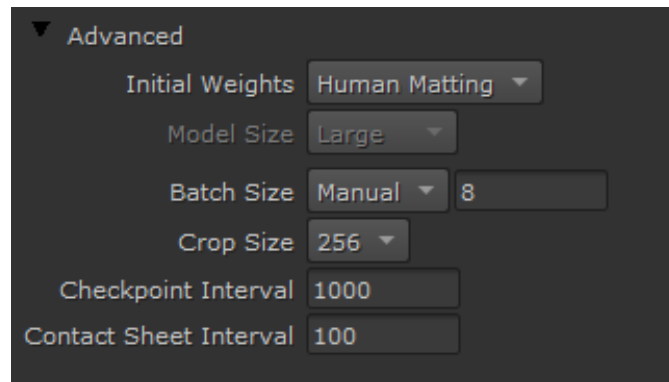 Advanced
Initial Weights Human Matting
Model Size Large
Batch Size Manual 8
Crop Size 256
Checkpoint Interval 1000
Contact Sheet Interval 100